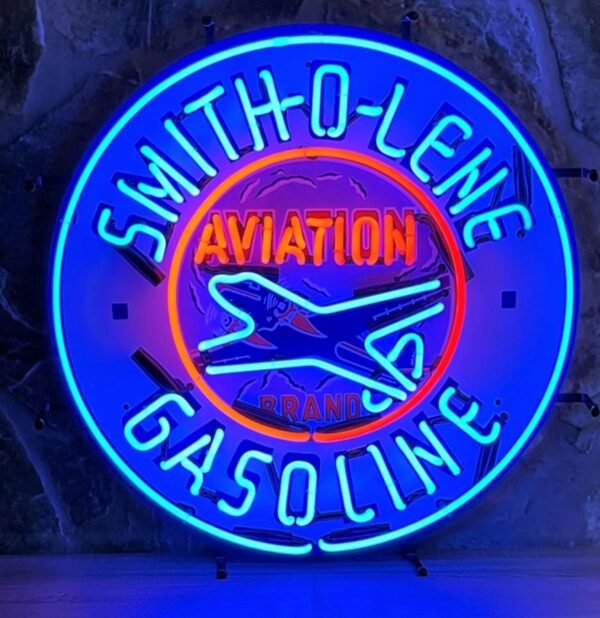 SMITH-O-LENE
AVIATION
BRAND
GASOLINE